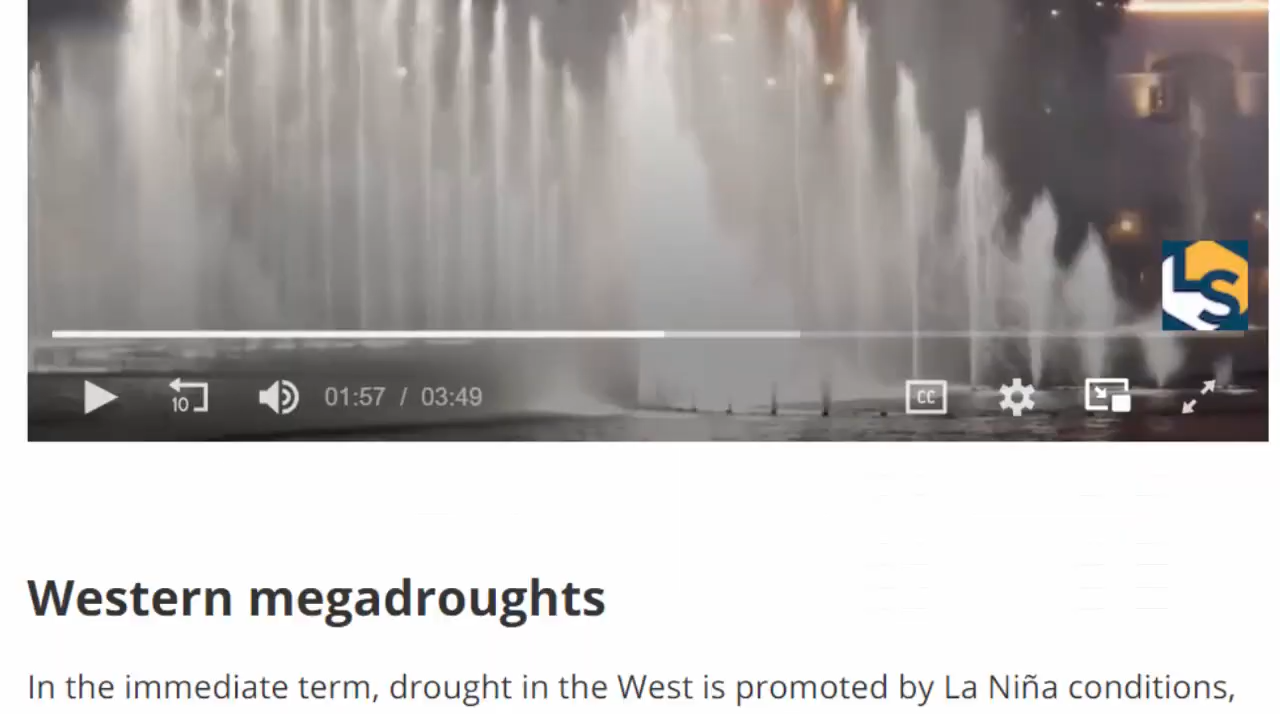 LS
10
01:57 / 03:49
CC
Western megadroughts
In the immediate term, drought in the West is promoted by La Niña conditions,